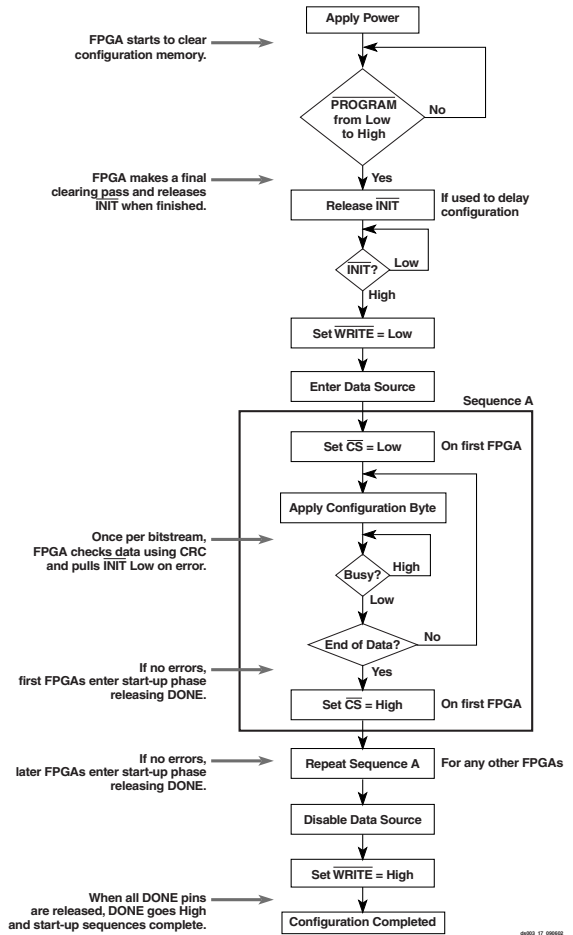 Apply Power
FPGA starts to clear
configuration memory.
PROGRAM
from Low
to High
No
Yes
FPGA makes a final
clearing pass and releases
INIT when finished.
Release INIT
If used to delay
configuration
INIT?
Low
High
Set WRITE = Low
Enter Data Source
Sequence A
Set CS = Low
On first FPGA
Apply Configuration Byte
Once per bitstream,
FPGA checks data using CRC
and pulls INIT Low on error.
High
Busy?
Low
End of Data?
No
Yes
If no errors,
first FPGAs enter start-up phase
releasing DONE.
Set CS = High
On first FPGA
If no errors,
later FPGAs enter start-up phase
releasing DONE.
Repeat Sequence A
For any other FPGAs
Disable Data Source
Set WRITE = High
When all DONE pins
are released, DONE goes High
and start-up sequences complete.
Configuration Completed
ds003_17_090602